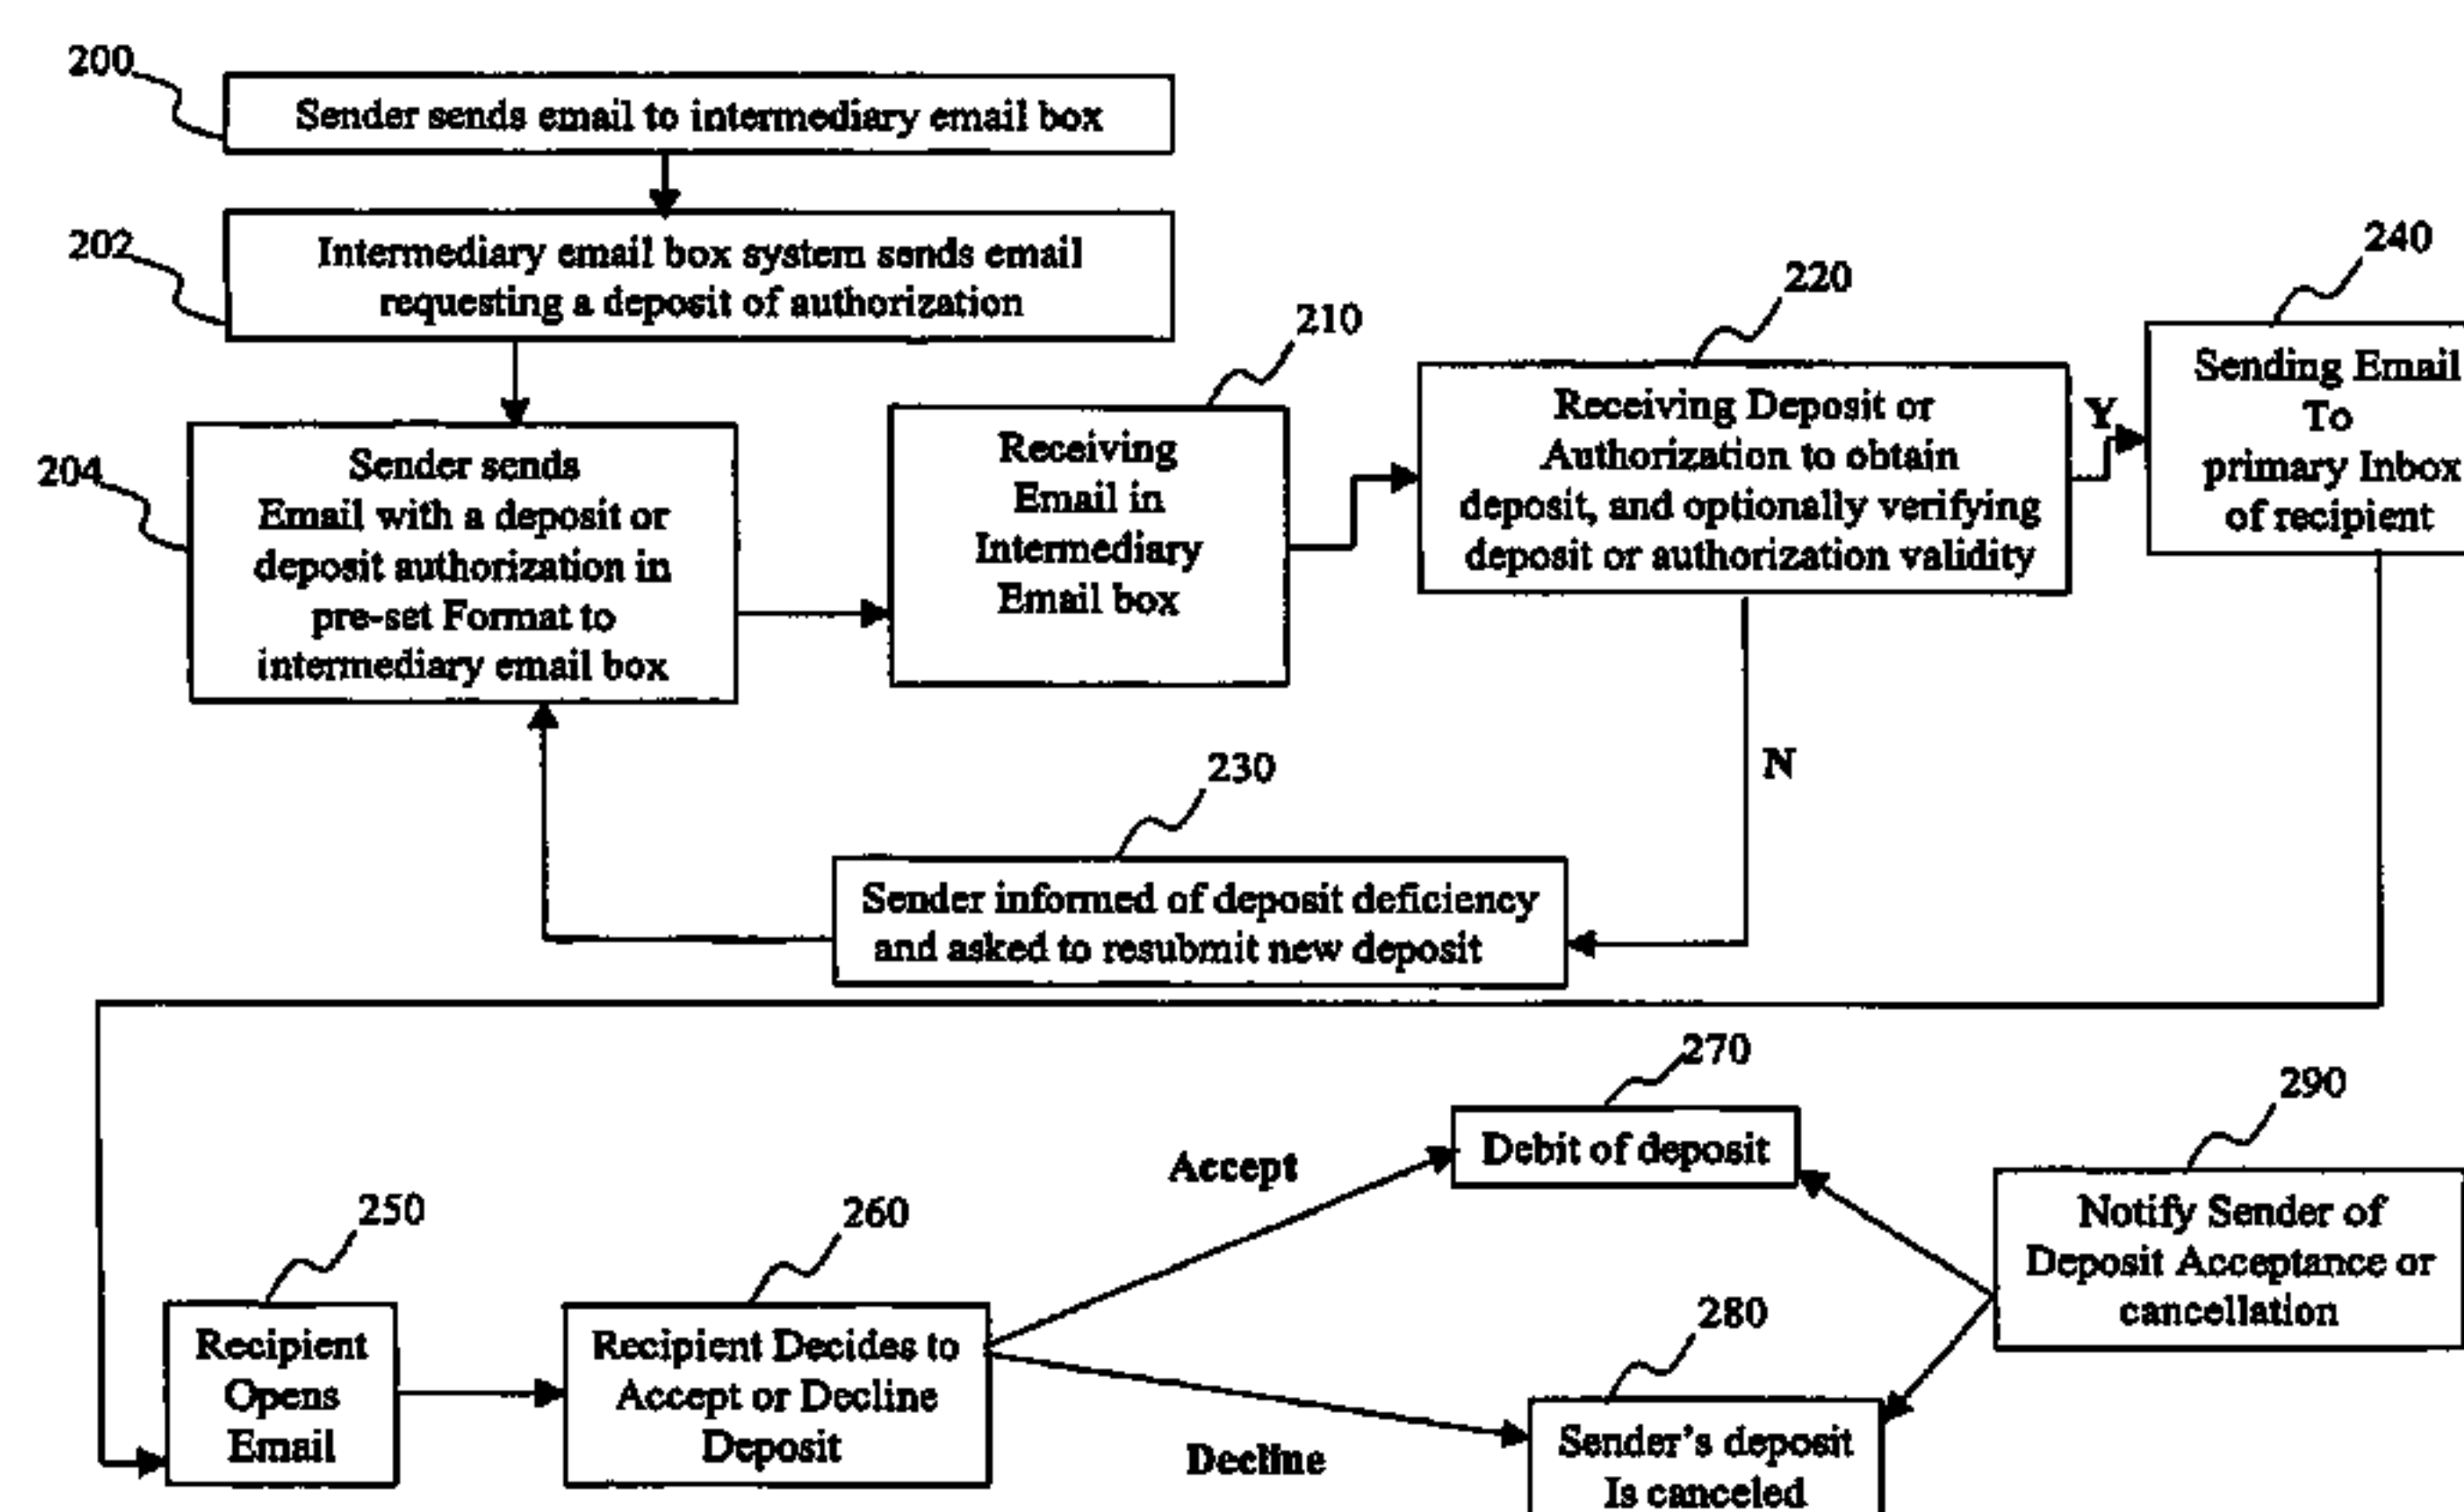 200
Sender sends email to intermediary email box
202
Intermediary email box system sends email
requesting a deposit of authorization
204
Sender sends
Email with a deposit or
deposit authorization in
pre-set Format to
intermediary email box
210
Receiving
Email in
Intermediary
Email box
220
Receiving Deposit or
Authorization to obtain
deposit, and optionally verifying
deposit or authorization validity
Y
240
Sending Email
To
primary Inbox
of recipient
N
230
Sender informed of deposit deficiency
and asked to resubmit new deposit
250
Recipient
Opens
Email
260
Recipient Decides to
Accept or Decline
Deposit
Accept
270
Debit of deposit
Decline
280
Sender's deposit
Is canceled
290
Notify Sender of
Deposit Acceptance or
cancellation